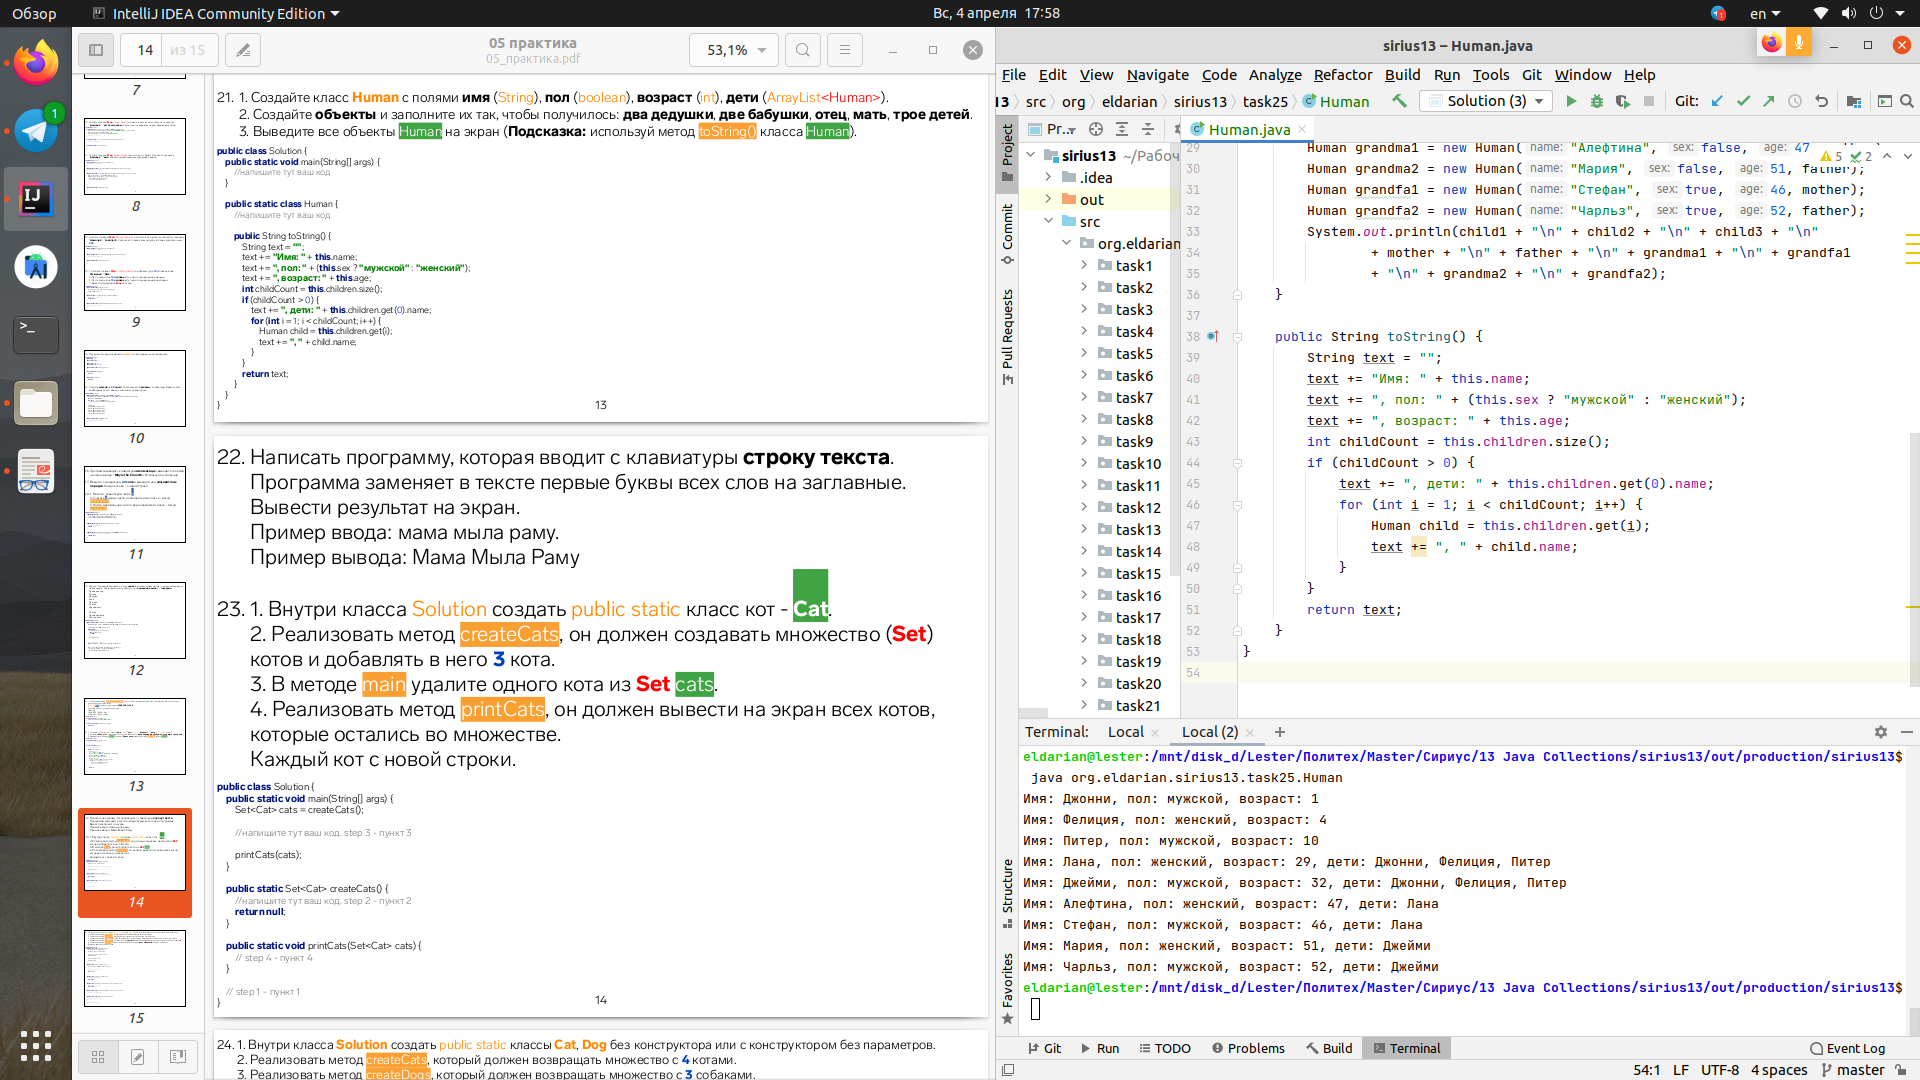 Обзор
IntelliJ IDEA Community Edition
Вс, 4 апреля 17:58
en
14 из 15
05 практика
05_практика.pdf
53,1%
7
8
9
10
11
12
13
14
15
21. 1. Создайте класс Human с полями имя (String), пол (boolean), возраст (int), дети (ArrayList<Human>).
2. Создайте объекты и заполните их так, чтобы получилось: два дедушки, две бабушки, отец, мать, трое детей.
3. Выведите все объекты Human на экран (Подсказка: используй метод toString() класса Human).
public class Solution {
public static void main(String[] args) {
//напишите тут ваш код
}
public static class Human {
//напишите тут ваш код
public String toString() {
String text = "";
text += "Имя: " + this.name;
text += ", пол: " + (this.sex ? "мужской" : "женский");
text += ", возраст: " + this.age;
int childCount = this.children.size();
if (childCount > 0) {
text += ", дети: " + this.children.get(0).name;
for (int i = 1; i < childCount; i++) {
Human child = this.children.get(i);
text += ", " + child.name;
}
}
return text;
}
}
}
13
22. Написать программу, которая вводит с клавиатуры строку текста.
Программа заменяет в тексте первые буквы всех слов на заглавные.
Вывести результат на экран.
Пример ввода: мама мыла раму.
Пример вывода: Мама Мыла Раму
23. 1. Внутри класса Solution создать public static класс кот - Cat.
2. Реализовать метод createCats, он должен создавать множество (Set)
котов и добавлять в него 3 кота.
3. В методе main удалите одного кота из Set cats.
4. Реализовать метод printCats, он должен вывести на экран всех котов,
которые остались во множестве.
Каждый кот с новой строки.
public class Solution {
public static void main(String[] args) {
Set<Cat> cats = createCats();
//напишите тут ваш код. step 3 - пункт 3
printCats(cats);
}
public static Set<Cat> createCats() {
//напишите тут ваш код. step 2 - пункт 2
return null;
}
public static void printCats(Set<Cat> cats) {
// step 4 - пункт 4
}
// step 1 - пункт 1
}
14
24. 1. Внутри класса Solution создать public static классы Cat, Dog без конструктора или с конструктором без параметров.
2. Реализовать метод createCats, который должен возвращать множество с 4 котами.
3. Реализовать метод createDogs, который должен возвращать множество с 3 собаками.
sirius13 – Human.java
File Edit View Navigate Code Analyze Refactor Build Run Tools Git Window Help
13 src org eldarian sirius13 task25 Human
Solution (3)
Git:
Pr..
Human.java
Project
Commit
Pull Requests
Structure
Favorites
sirius13 ~/Рабоч
.idea
out
src
org.eldarian
task1
task2
task3
task4
task5
task6
task7
task8
task9
task10
task11
task12
task13
task14
task15
task16
task17
task18
task19
task20
task21
5 2
29 Human grandma1 = new Human( name: "Алефтина", sex: false, age: 47
30 Human grandma2 = new Human( name: "Мария", sex: false, age: 51, father);
31 Human grandfa1 = new Human( name: "Стефан", sex: true, age: 46, mother);
32 Human grandfa2 = new Human( name: "Чарльз", sex: true, age: 52, father);
33 System.out.println(child1 + "\n" + child2 + "\n" + child3 + "\n"
34 + mother + "\n" + father + "\n" + grandma1 + "\n" + grandfa1
35 + "\n" + grandma2 + "\n" + grandfa2);
36 }
37
38 public String toString() {
39 String text = "";
40 text += "Имя: " + this.name;
41 text += ", пол: " + (this.sex ? "мужской" : "женский");
42 text += ", возраст: " + this.age;
43 int childCount = this.children.size();
44 if (childCount > 0) {
45 text += ", дети: " + this.children.get(0).name;
46 for (int i = 1; i < childCount; i++) {
47 Human child = this.children.get(i);
48 text += ", " + child.name;
49 }
50 }
51 return text;
52 }
53 }
54
Terminal: Local Local (2)
eldarian@lester:/mnt/disk_d/Lester/Политех/Master/Сириус/13 Java Collections/sirius13/out/production/sirius13$
java org.eldarian.sirius13.task25.Human
Имя: Джонни, пол: мужской, возраст: 1
Имя: Фелиция, пол: женский, возраст: 4
Имя: Питер, пол: мужской, возраст: 10
Имя: Лана, пол: женский, возраст: 29, дети: Джонни, Фелиция, Питер
Имя: Джейми, пол: мужской, возраст: 32, дети: Джонни, Фелиция, Питер
Имя: Алефтина, пол: женский, возраст: 47, дети: Лана
Имя: Стефан, пол: мужской, возраст: 46, дети: Лана
Имя: Мария, пол: женский, возраст: 51, дети: Джейми
Имя: Чарльз, пол: мужской, возраст: 52, дети: Джейми
eldarian@lester:/mnt/disk_d/Lester/Политех/Master/Сириус/13 Java Collections/sirius13/out/production/sirius13$
Git Run TODO Problems Build Terminal Event Log
54:1 LF UTF-8 4 spaces master